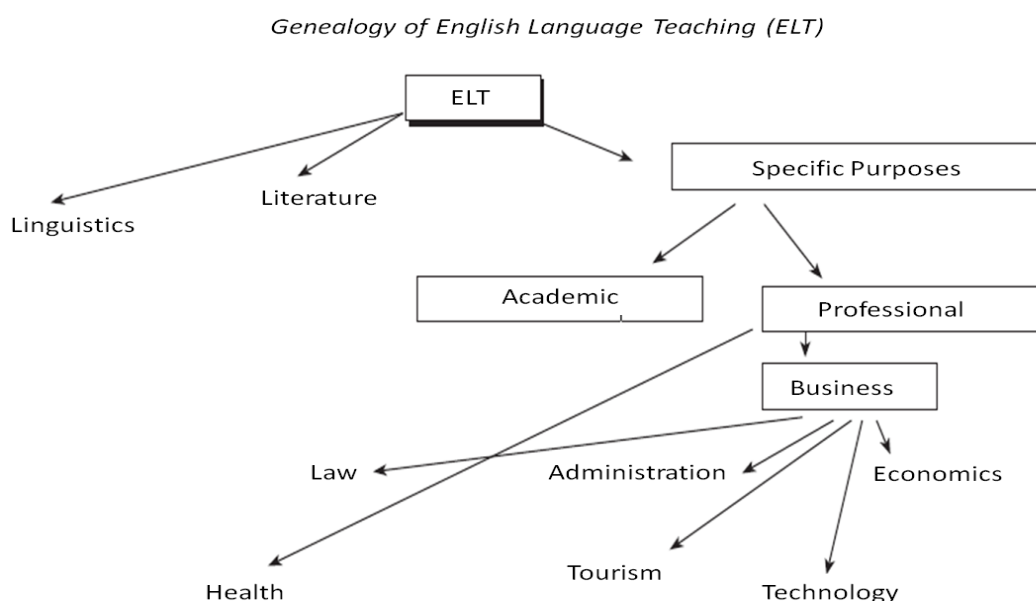 Genealogy of English Language Teaching (ELT)
ELT
Specific Purposes
Literature
Linguistics
Academic
Professional
Business
Law
Administration
Economics
Health
Tourism
Technology